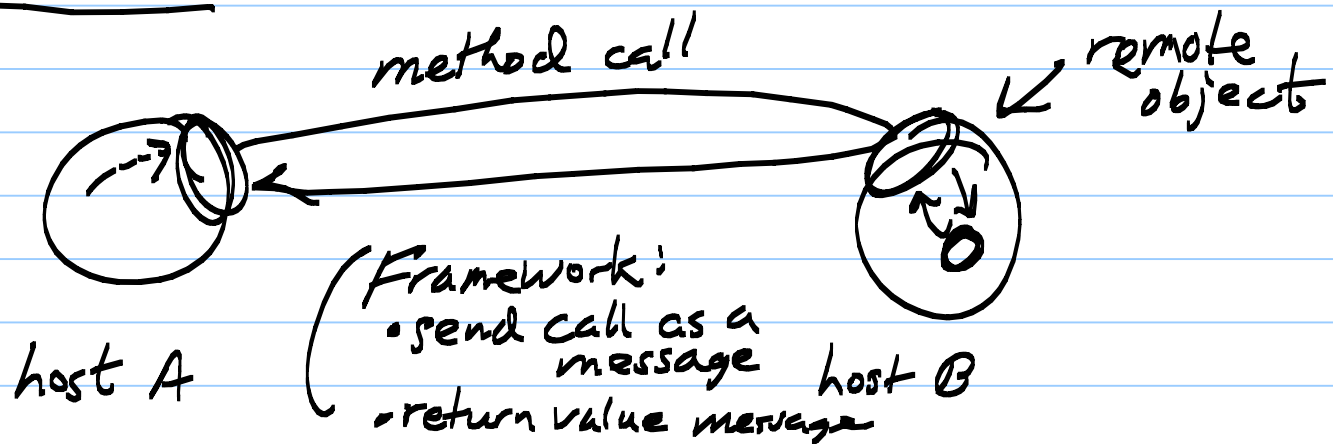 method call
remote
object
Framework:
• send call as a
message
• return value message
host A
host B